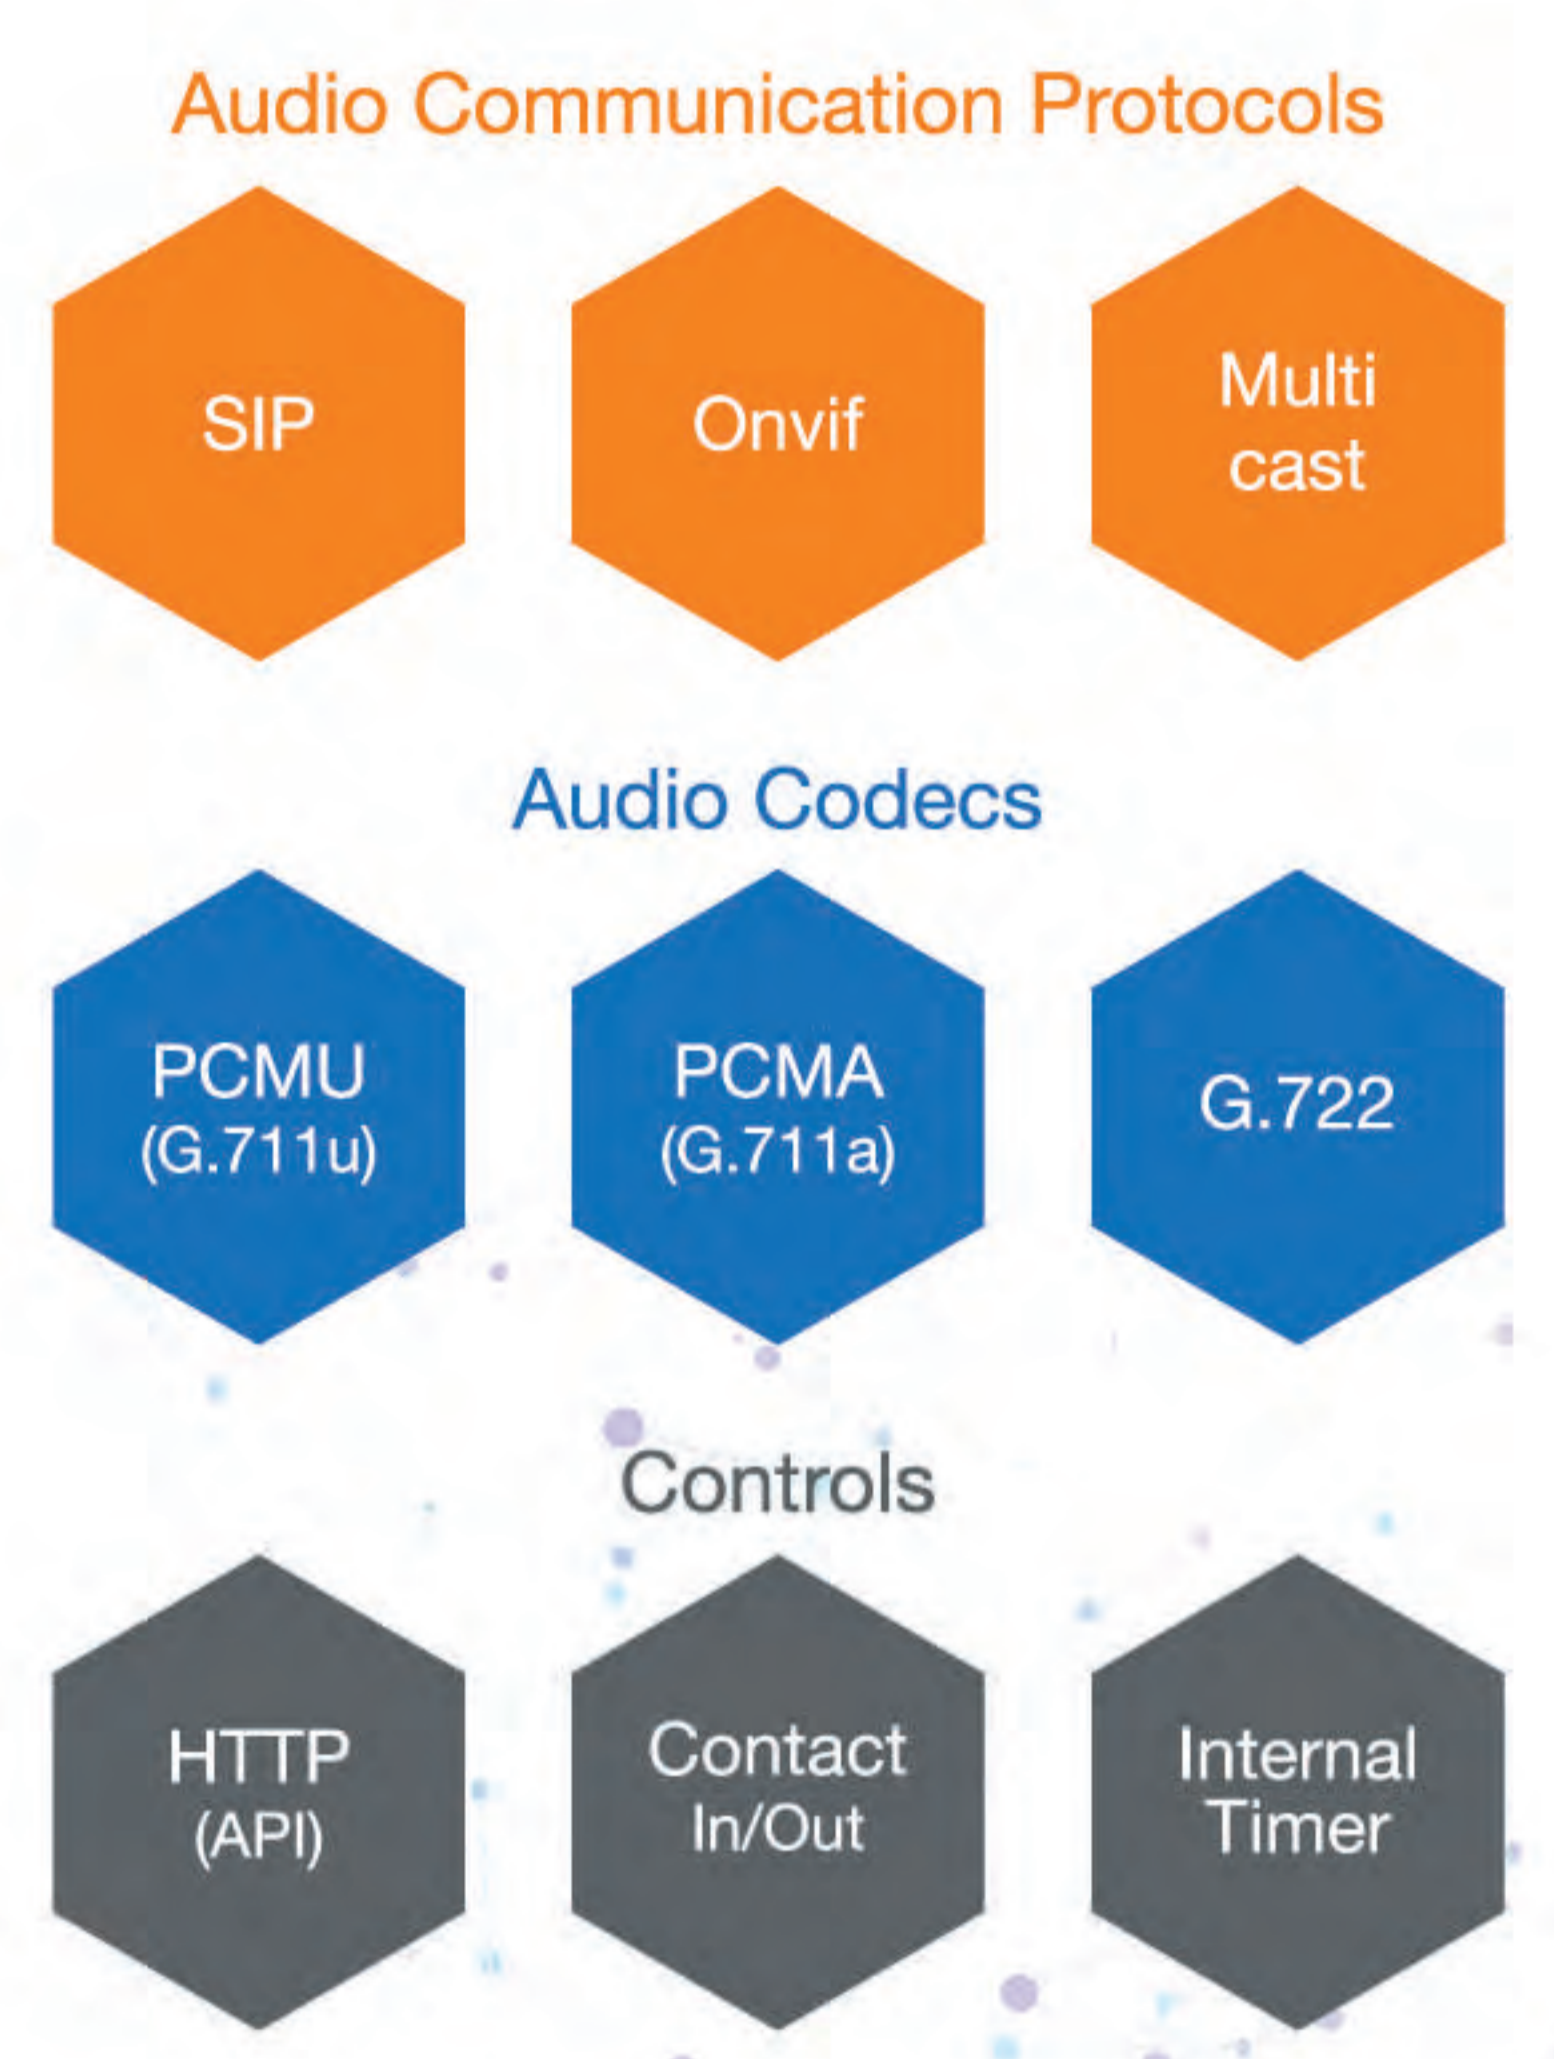 Audio Communication Protocols
SIP
Onvif
Multi
cast
Audio Codecs
PCMU
(G.711u)
PCMA
(G.711a)
G.722
Controls
HTTP
(API)
Contact
In/Out
Internal
Timer